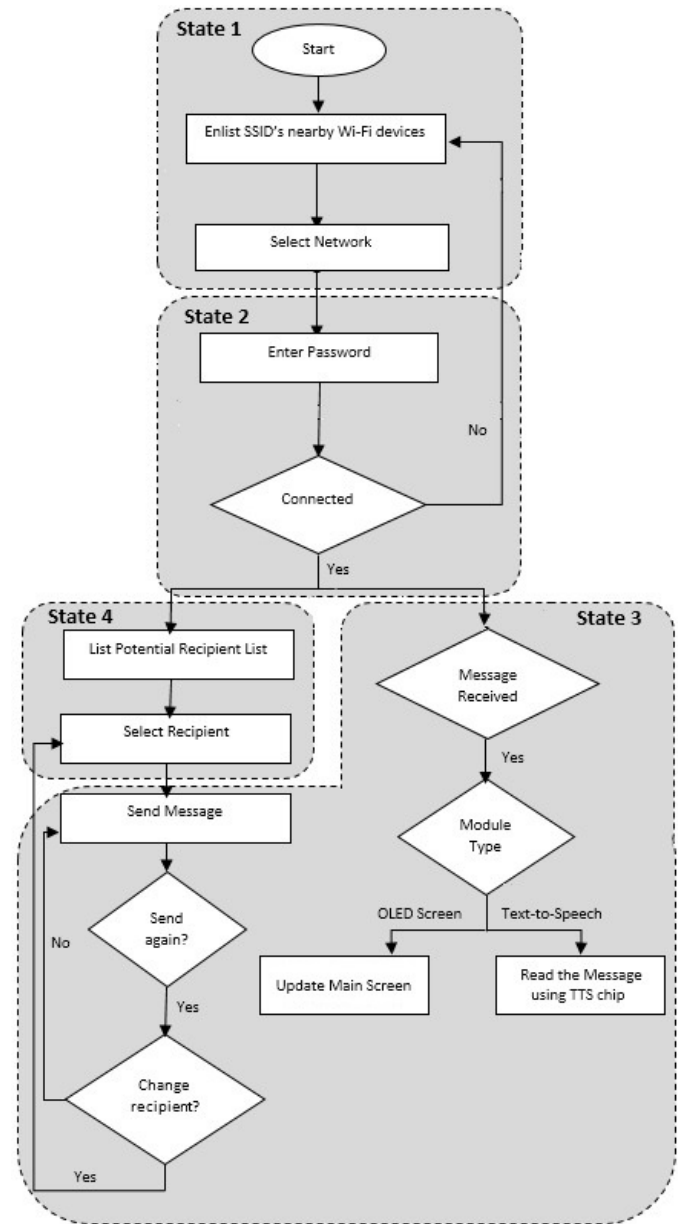 State 1
Start
Enlist SSID's nearby Wi-Fi devices
Select Network
State 2
Enter Password
No
Connected
Yes
State 4
State 3
List Potential Recipient List
Message
Received
Select Recipient
Yes
Send Message
Module
Type
OLED Screen
Text-to-Speech
Send
again?
No
Update Main Screen
Read the Message
using TTS chip
Yes
Change
recipient?
Yes